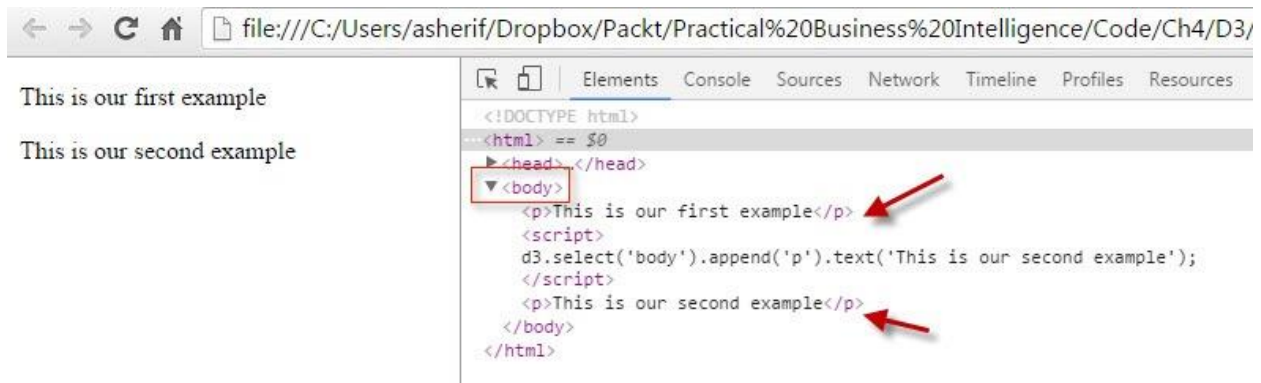 file:///C:/Users/asherif/Dropbox/Packt/Practical%20Business%20Intelligence/Code/Ch4/D3/
This is our first example
This is our second example
Elements Console Sources Network Timeline Profiles Resources
<!DOCTYPE html>
...<html> == $0
<head>…</head>
<body>
<p>This is our first example</p>
<script>
d3.select('body').append('p').text('This is our second example');
</script>
<p>This is our second example</p>
</body>
</html>